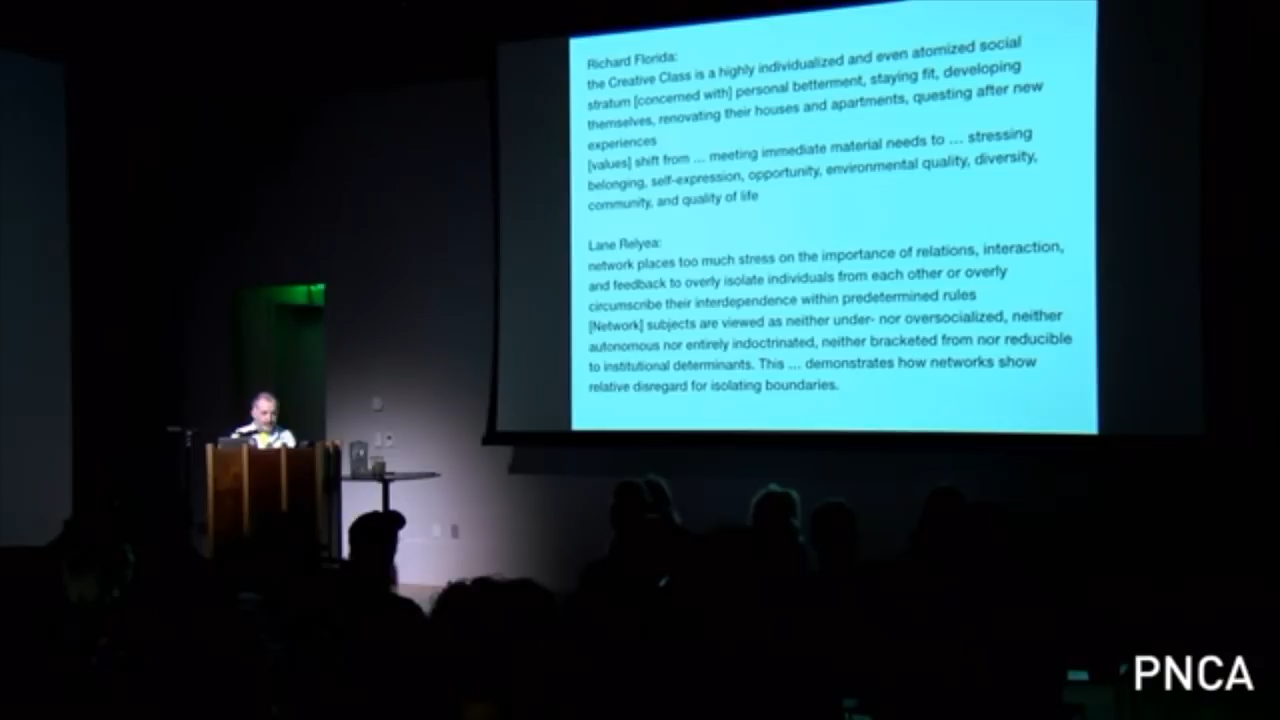 Richard Florida:
the Creative Class is a highly individualized and even atomized social
stratum [concerned with] personal betterment, staying fit, developing
themselves, renovating their houses and apartments, questing after new
experiences
[values] shift from ... meeting immediate material needs to ... stressing
belonging, self-expression, opportunity, environmental quality, diversity,
community, and quality of life
Lane Relyea:
network places too much stress on the importance of relations, interaction,
and feedback to overly isolate individuals from each other or overly
circumscribe their interdependence within predetermined rules
[Network] subjects are viewed as neither under- nor oversocialized, neither
autonomous nor entirely indoctrinated, neither bracketed from nor reducible
to institutional determinants. This ... demonstrates how networks show
relative disregard for isolating boundaries.
PNCA